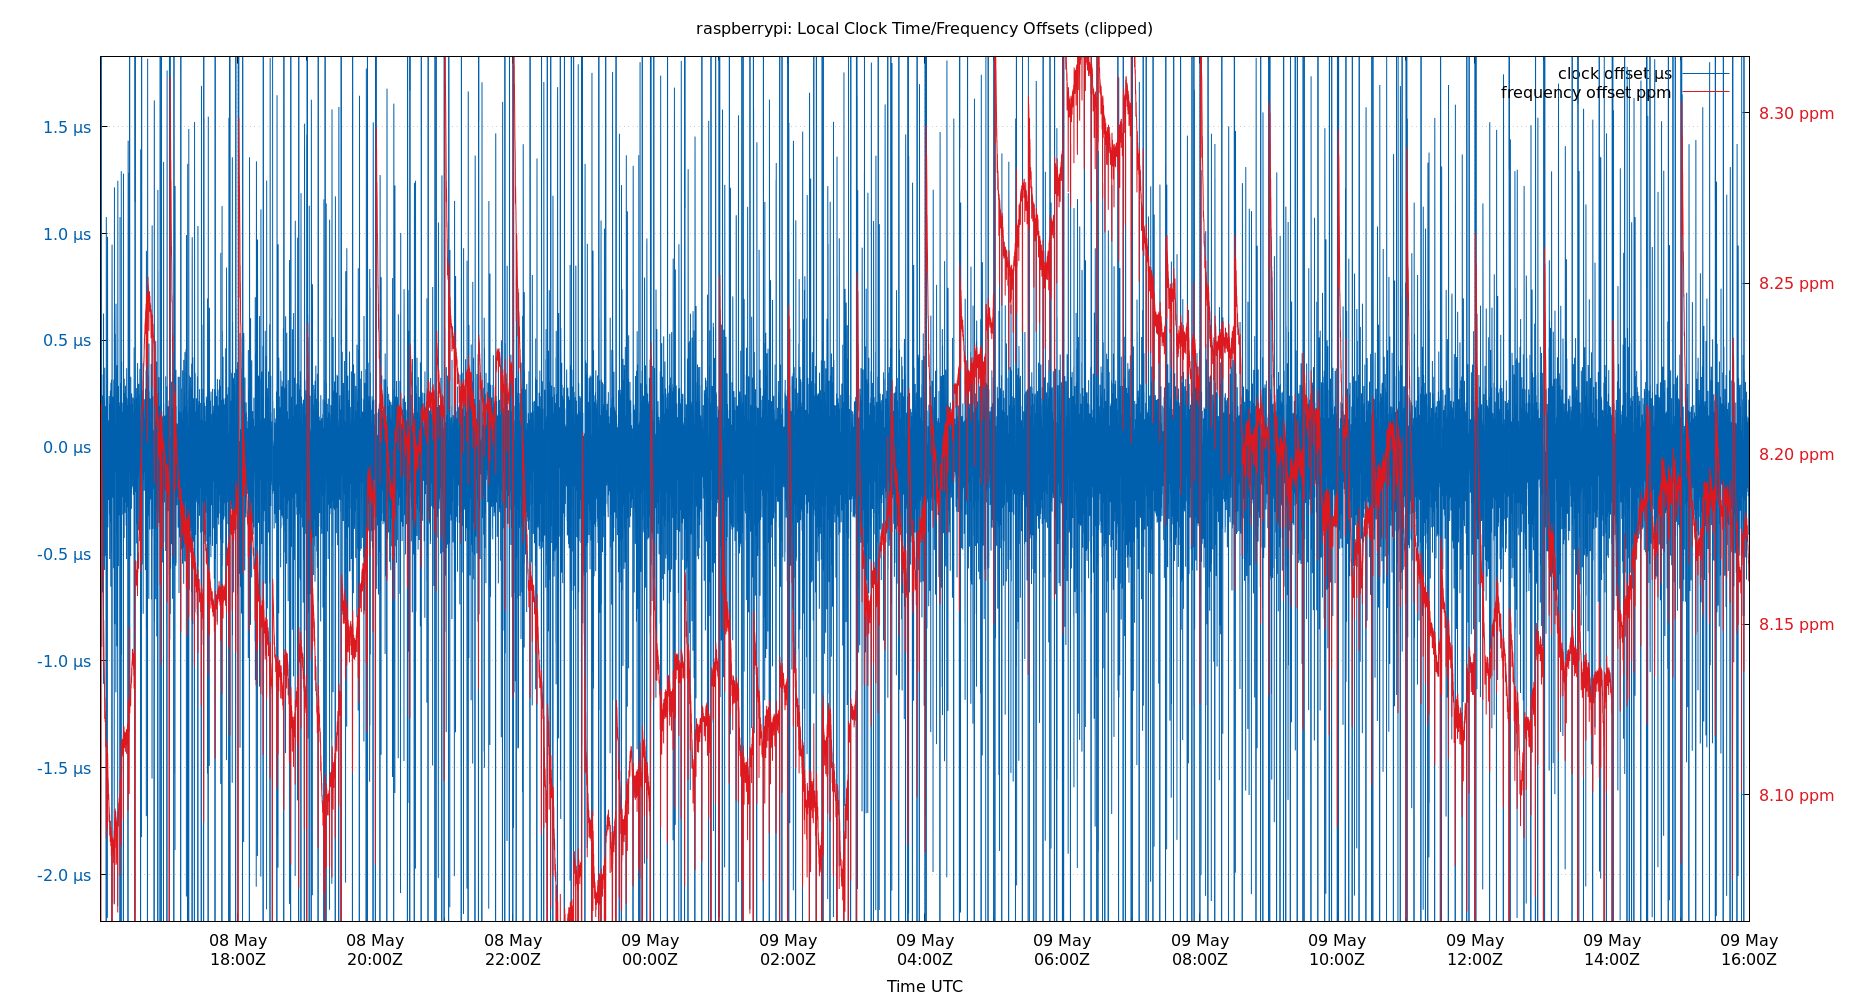 raspberrypi: Local Clock Time/Frequency Offsets (clipped)
clock offset µs
frequency offset ppm
1.5 µs
1.0 µs
0.5 µs
0.0 µs
-0.5 µs
-1.0 µs
-1.5 µs
-2.0 µs
8.30 ppm
8.25 ppm
8.20 ppm
8.15 ppm
8.10 ppm
08 May
18:00Z
08 May
20:00Z
08 May
22:00Z
09 May
00:00Z
09 May
02:00Z
09 May
04:00Z
09 May
06:00Z
09 May
08:00Z
09 May
10:00Z
09 May
12:00Z
09 May
14:00Z
09 May
16:00Z
Time UTC